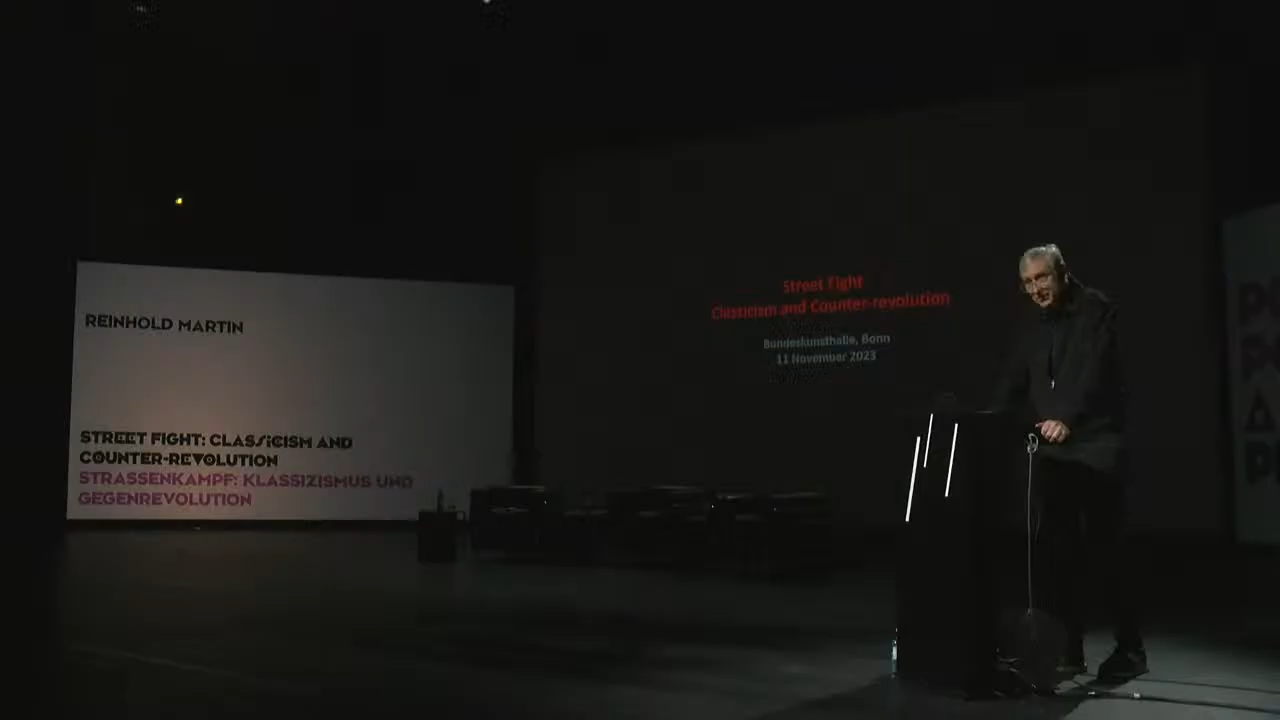 REINHOLD MARTIN
STREET FIGHT: CLASSICISM AND
COUNTER-REVOLUTION
STRASSENKAMPF: KLASSIZISMUS UND
GEGENREVOLUTION
Street Fight
Classicism and Counter-revolution
Bundeskunsthalle, Bonn
11 November 2023